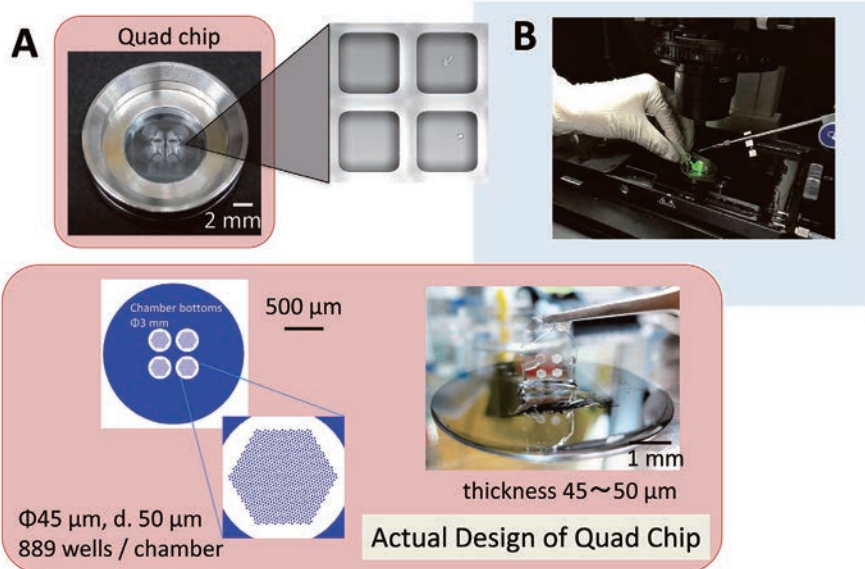 A
Quad chip
2 mm
B
Chamber bottoms
Φ3 mm
500 μm
Φ45 μm, d. 50 μm
889 wells / chamber
1 mm
thickness 45～50 μm
Actual Design of Quad Chip